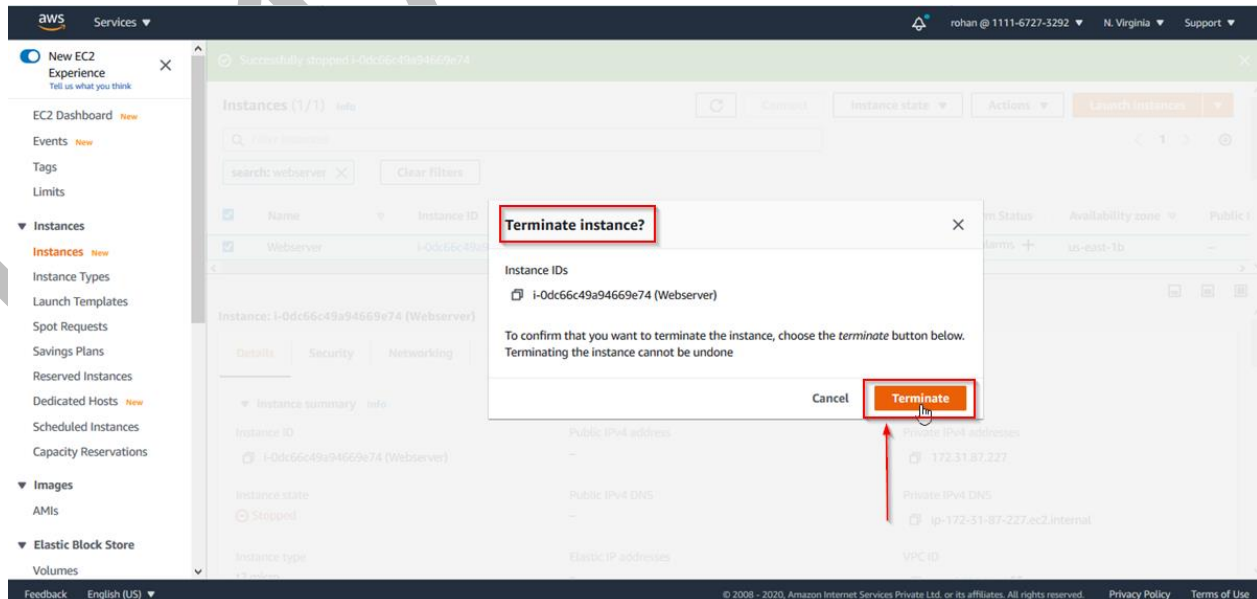 aws
Services ▼
rohan @ 1111-6727-3292 ▼
N. Virginia ▼
Support ▼
New EC2
Experience
Tell us what you think
EC2 Dashboard New
Events New
Tags
Limits
▼ Instances
Instances New
Instance Types
Launch Templates
Spot Requests
Savings Plans
Reserved Instances
Dedicated Hosts New
Scheduled Instances
Capacity Reservations
▼ Images
AMIs
▼ Elastic Block Store
Volumes
Successfully stopped i-0dc66c49a94669e74
Instances (1/1) Info
Connect
Instance state ▼
Actions ▼
Launch instances
Filter instances
1
search: webserver
Clear filters
Name
Instance ID
Availability zone
Webserver
us-east-1b
–
Terminate instance?
Instance IDs
i-0dc66c49a94669e74 (Webserver)
To confirm that you want to terminate the instance, choose the terminate button below.
Terminating the instance cannot be undone
Cancel
Terminate
Instance: i-0dc66c49a94669e74 (Webserver)
Details
Security
Networking
▼ Instance summary Info
Instance ID
Public IPv4 address
Private IPv4 addresses
i-0dc66c49a94669e74 (Webserver)
–
172.31.87.227
Instance state
Public IPv4 DNS
Private IPv4 DNS
Stopped
–
ip-172-31-87-227.ec2.internal
Instance type
Elastic IP addresses
VPC ID
Feedback
English (US) ▼
© 2008 - 2020, Amazon Internet Services Private Ltd. or its affiliates. All rights reserved.
Privacy Policy
Terms of Use